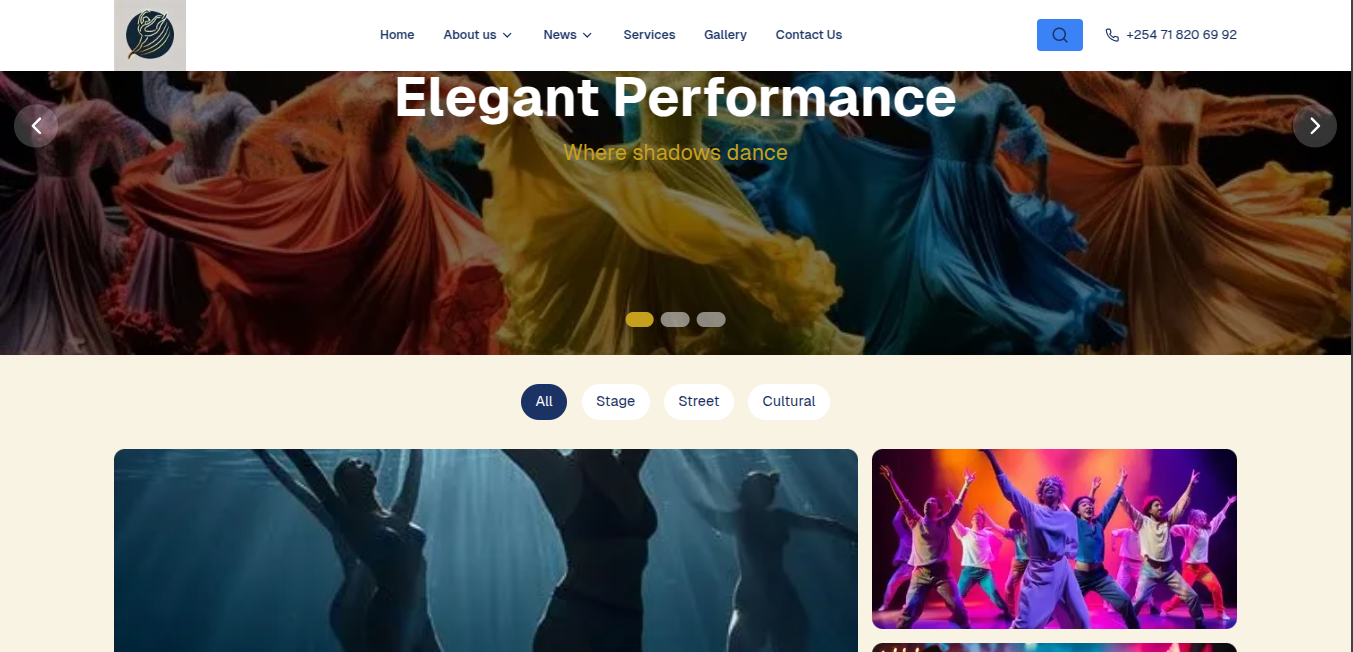 Home About us News Services Gallery Contact Us +254 71 820 69 92
Elegant Performance
Where shadows dance
All Stage Street Cultural